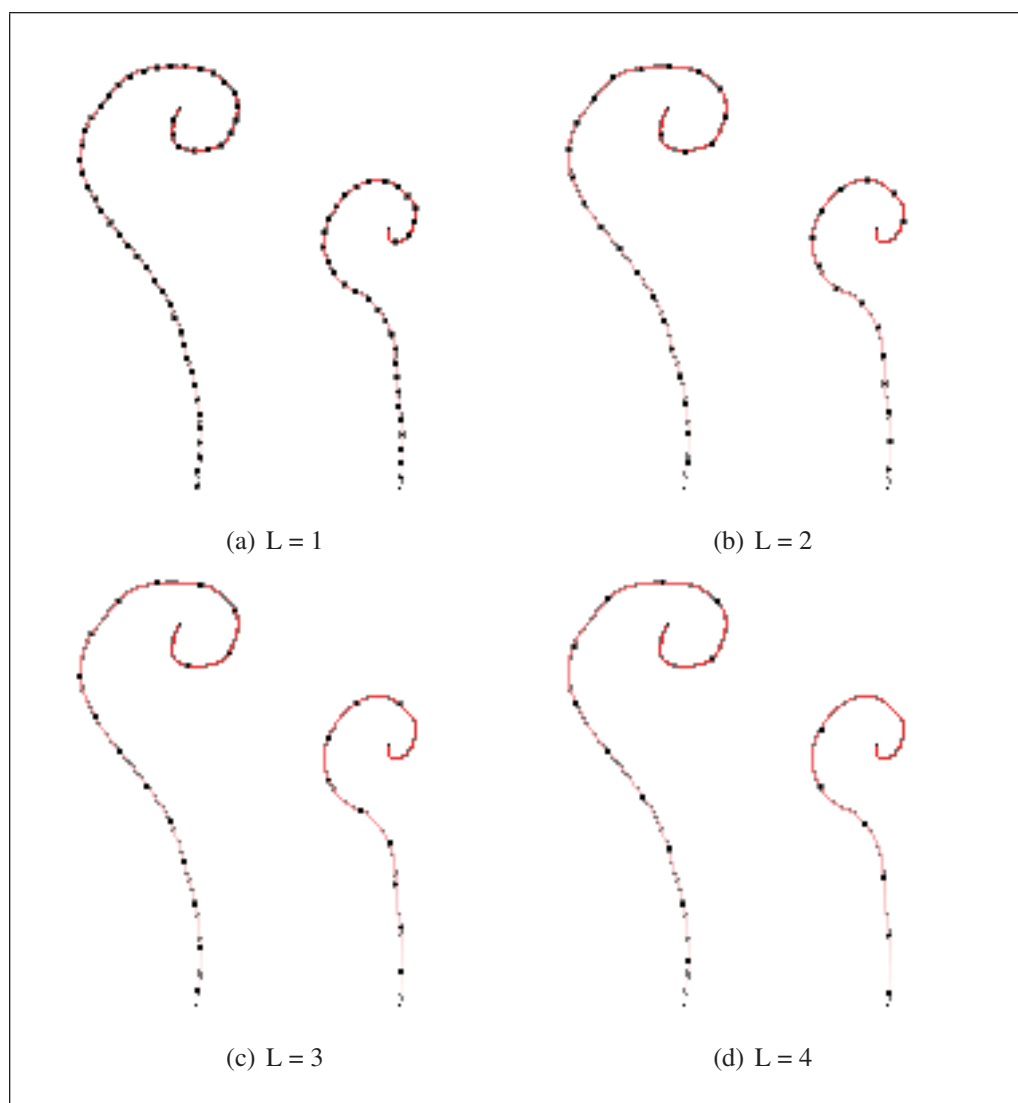 (a) L = 1
(b) L = 2
(c) L = 3
(d) L = 4